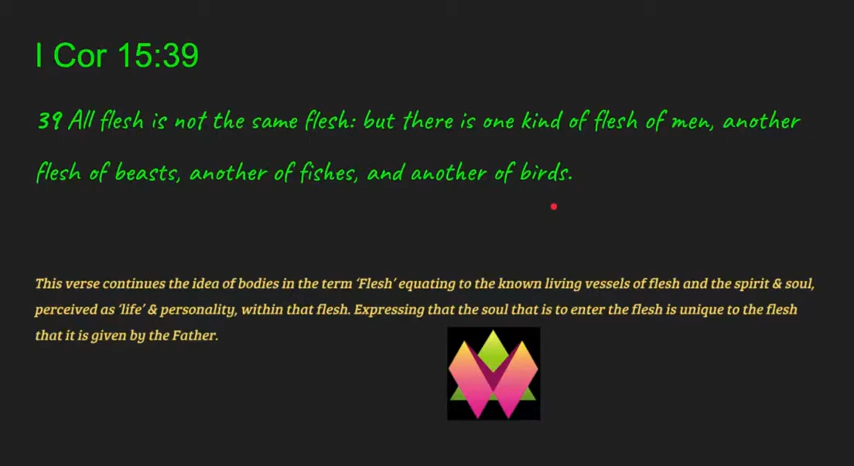 I Cor 15:39
39 All flesh is not the same flesh: but there is one kind of flesh of men, another
flesh of beasts, another of fishes, and another of birds.
This verse continues the idea of bodies in the term ‘Flesh’ equating to the known living vessels of flesh and the spirit & soul,
perceived as ‘life’ & personality, within that flesh. Expressing that the soul that is to enter the flesh is unique to the flesh
that it is given by the Father.